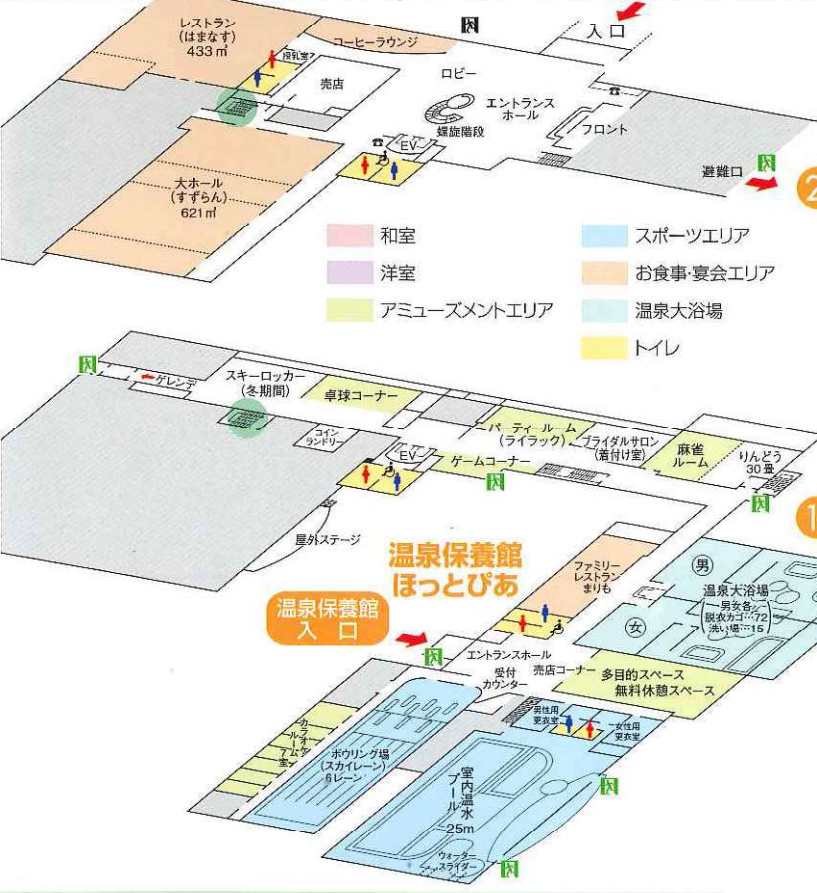 レストラン
(はまなす)
433㎡
授乳室
コーヒーラウンジ
売店
ロビー
入口
エントランス
ホール
螺旋階段
フロント
EV
避難口
大ホール
(すずらん)
621㎡
2
和室
洋室
アミューズメントエリア
スポーツエリア
お食事・宴会エリア
温泉大浴場
トイレ
ゲレンデ
スキーロッカー
(冬期間)
卓球コーナー
コイン
ランドリー
EV
ゲームコーナー
パーティルーム
(ライラック)
ブライダルサロン
(着付け室)
麻雀
ルーム
りんどう
30畳
1
屋外ステージ
温泉保養館
ほっとぴあ
温泉保養館
入口
ファミリー
レストラン
まりも
男
女
温泉大浴場
男女各
脱衣カゴ…72
洗い場…15
エントランスホール
受付
カウンター
売店コーナー
多目的スペース
無料休憩スペース
男性用
更衣室
女性用
更衣室
カラオケ
ルーム
7室
ボウリング場
(スカイレーン)
6レーン
室内温水
プール
25m
ウォーター
スライダー